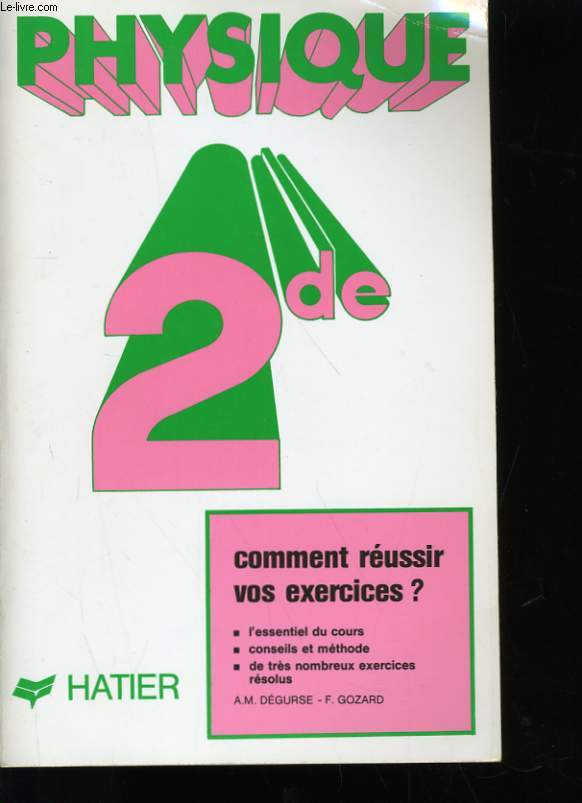 Le-livre.com
PHYSIQUE
2de
comment réussir
vos exercices ?
■ l'essentiel du cours
■ conseils et méthode
■ de très nombreux exercices
résolus
A.M. DÉGURSE - F. GOZARD
HATIER